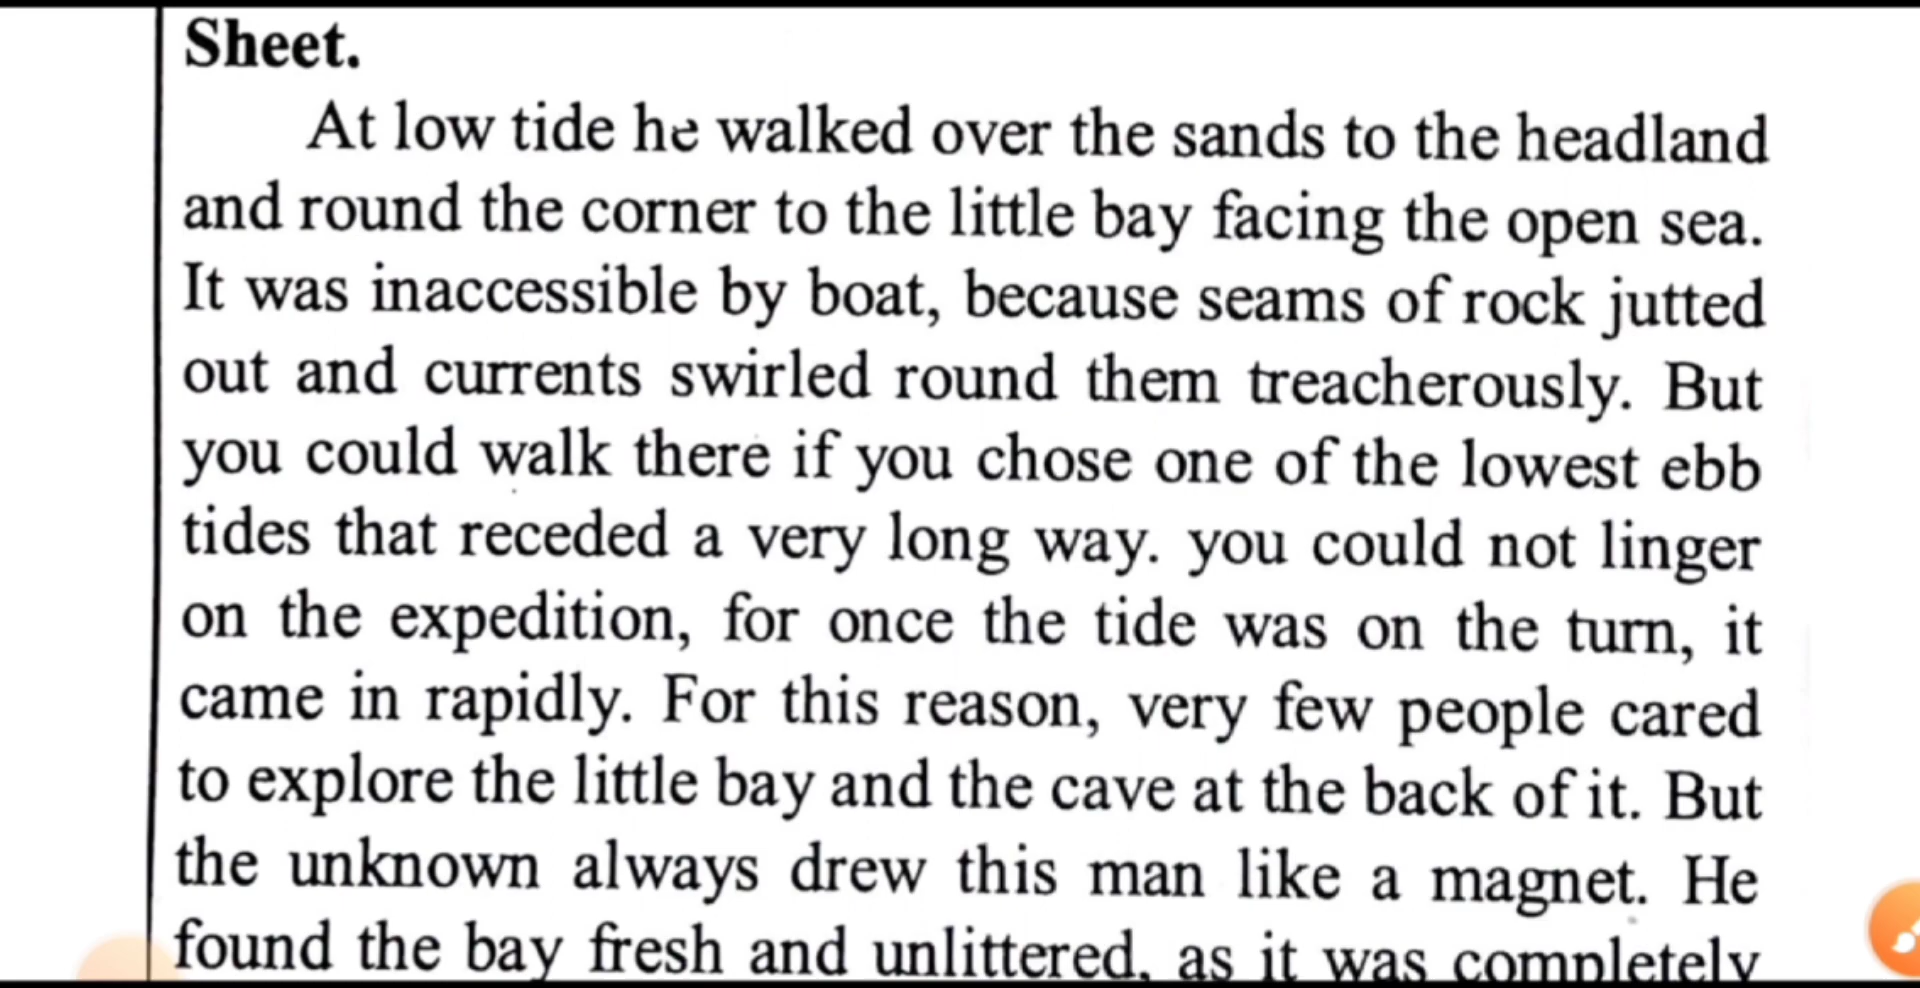 Sheet.
At low tide he walked over the sands to the headland
and round the corner to the little bay facing the open sea.
It was inaccessible by boat, because seams of rock jutted
out and currents swirled round them treacherously. But
you could walk there if you chose one of the lowest ebb
tides that receded a very long way. you could not linger
on the expedition, for once the tide was on the turn, it
came in rapidly. For this reason, very few people cared
to explore the little bay and the cave at the back of it. But
the unknown always drew this man like a magnet. He
found the bay fresh and unlittered, as it was completely